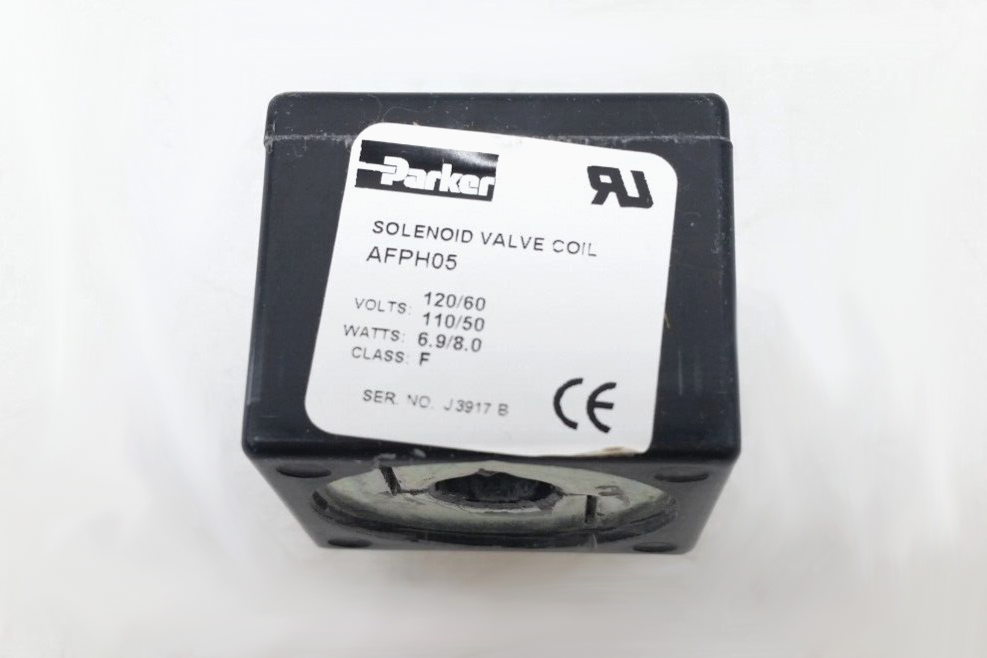 Parker
RU
SOLENOID VALVE COIL
AFPH05
VOLTS: 120/60
110/50
WATTS: 6.9/8.0
CLASS: F
SER. NO. J3917 B
CE